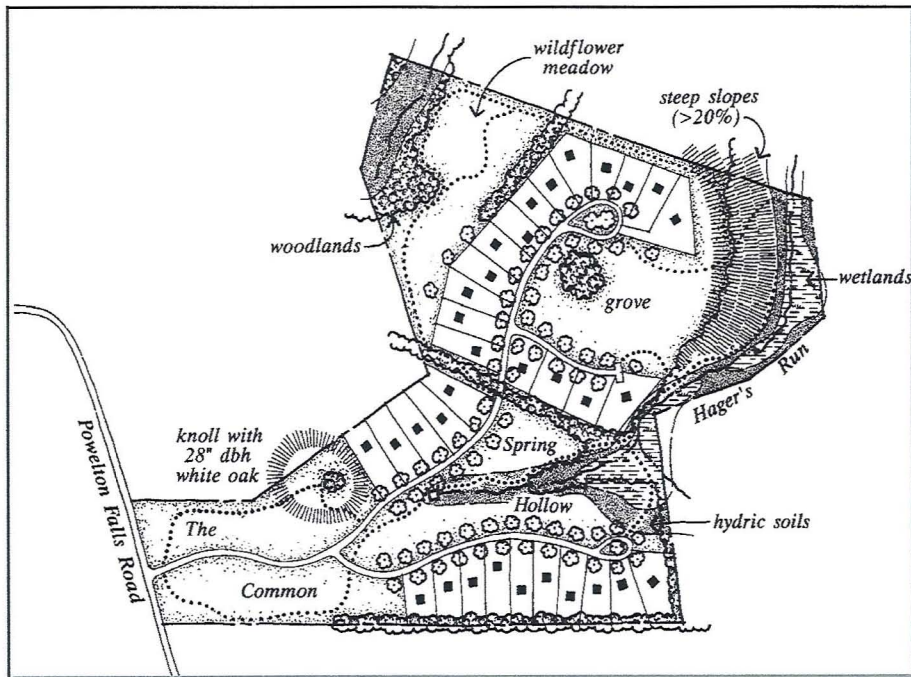 wildflower
meadow
steep slopes
(>20%)
woodlands
wetlands
grove
Hager's Run
knoll with
28" dbh
white oak
Spring
Hollow
hydric soils
The
Common
Powelton Falls Road